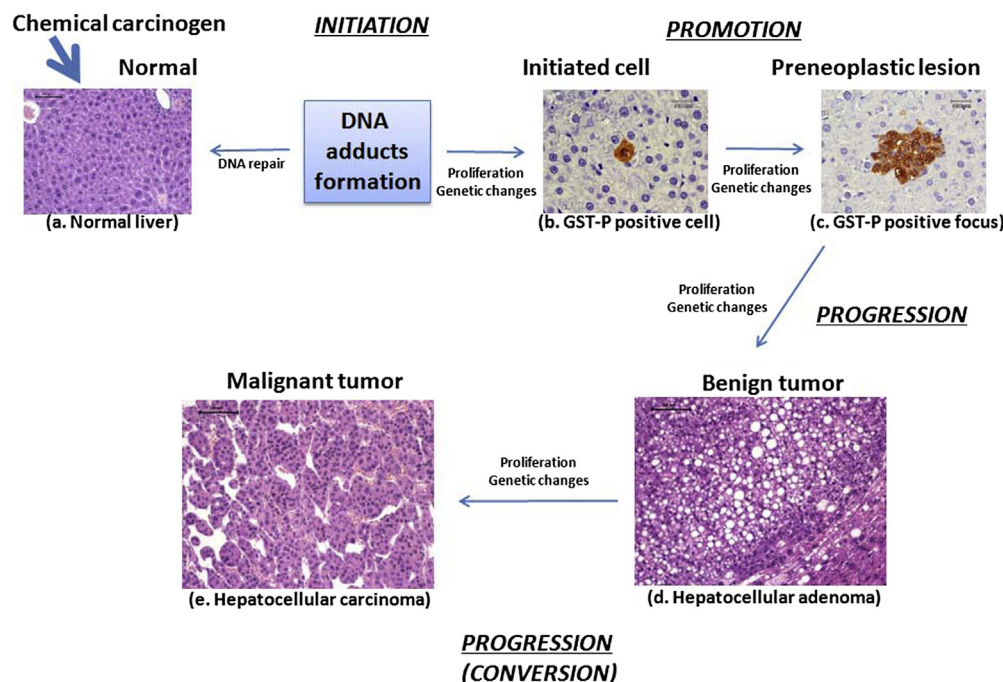 Chemical carcinogen
INITIATION
PROMOTION
Normal
Initiated cell
Preneoplastic lesion
DNA
adducts
formation
DNA repair
Proliferation
Genetic changes
Proliferation
Genetic changes
(a. Normal liver)
(b. GST-P positive cell)
(c. GST-P positive focus)
Proliferation
Genetic changes
PROGRESSION
Malignant tumor
Benign tumor
Proliferation
Genetic changes
(e. Hepatocellular carcinoma)
(d. Hepatocellular adenoma)
PROGRESSION
(CONVERSION)